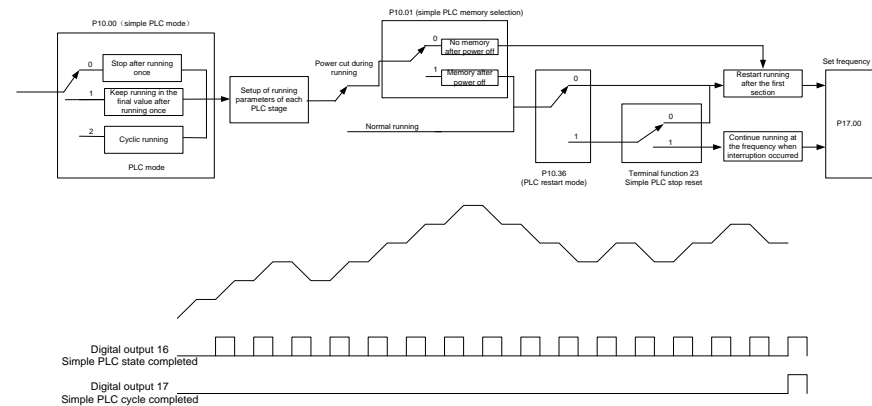 P10.00 （simple PLC mode）
0
Stop after running
once
1
Keep running in the
final value after
running once
2
Cyclic running
PLC mode
Setup of running
parameters of each
PLC stage
Power cut during
running
Normal running
P10.01 (simple PLC memory selection)
0
No memory
after power off
1
Memory after
power off
0
1
P10.36
(PLC restart mode)
0
1
Terminal function 23
Simple PLC stop reset
Restart running
after the first
section
Continue running at
the frequency when
interruption occurred
Set frequency
P17.00
Digital output 16
Simple PLC state completed
Digital output 17
Simple PLC cycle completed